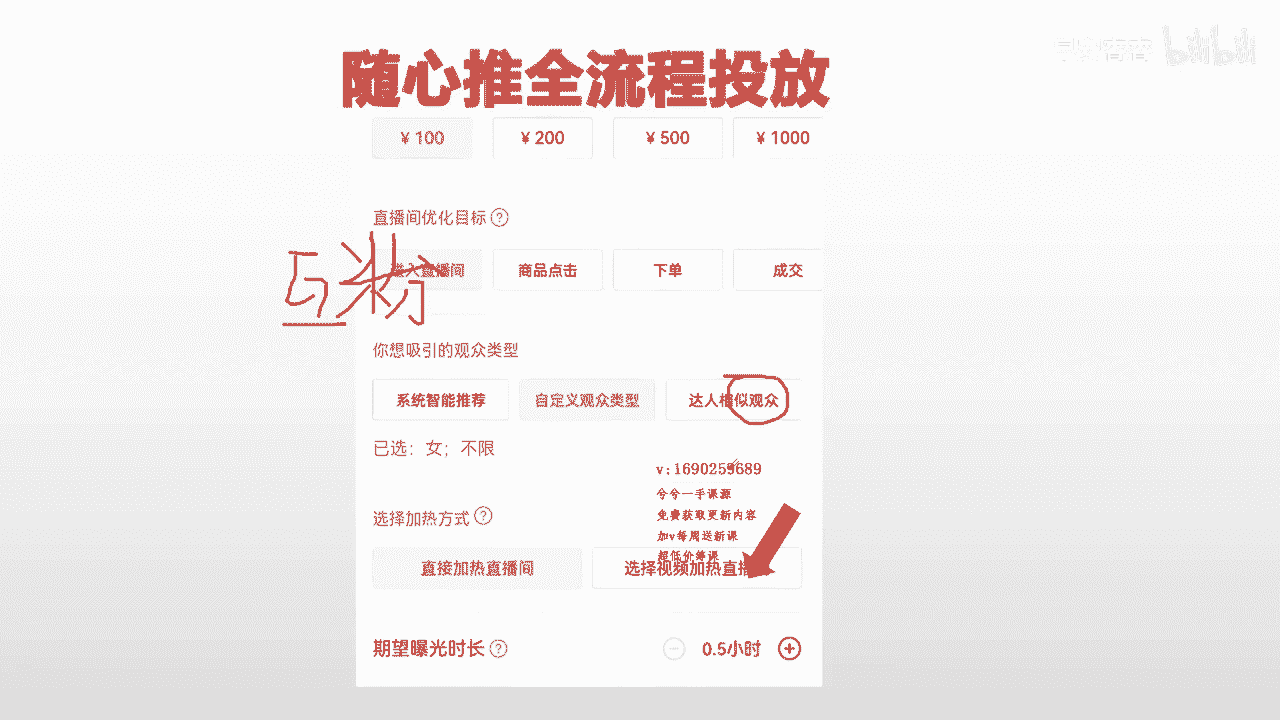 随心推全流程投放
¥ 100 ¥ 200 ¥ 500 ¥ 1000
直播间优化目标 ?
进入直播间 商品点击 下单 成交
互粉
你想吸引的观众类型
系统智能推荐 自定义观众类型 达人相似观众
已选：女；不限
v:1690259689
兮兮一手课源
免费获取更新内容
加v每周送新课
超低价筹课
选择加热方式 ?
直接加热直播间 选择视频加热直播
期望曝光时长 ? 0.5小时
bilibili